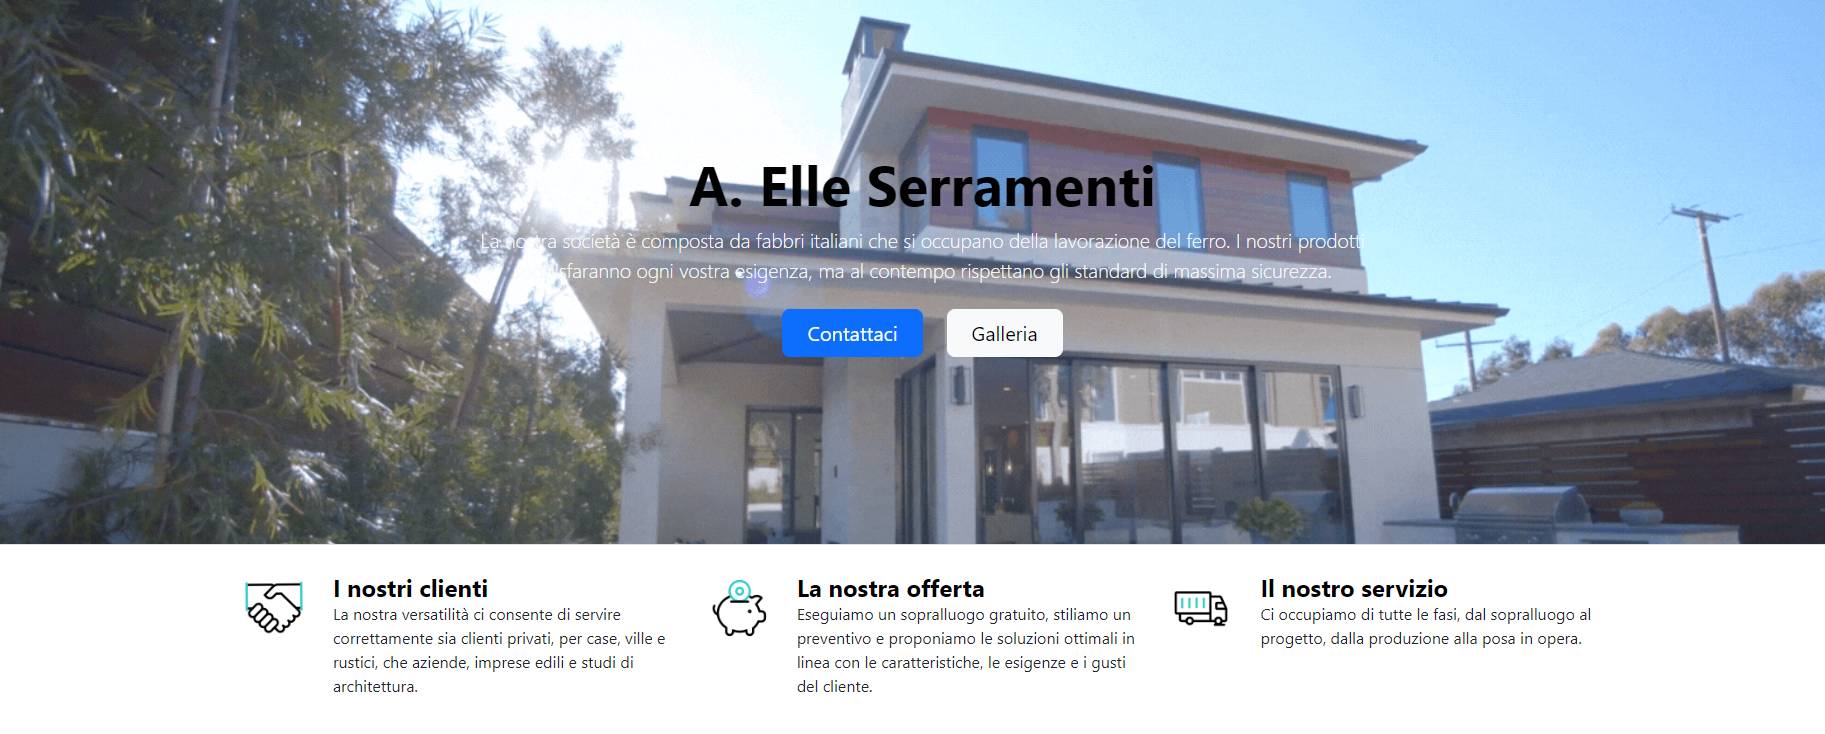 A. Elle Serramenti
La nostra società è composta da fabbri italiani che si occupano della lavorazione del ferro. I nostri prodotti
ogni vostra esigenza, ma al contempo rispettano gli standard di massima sicurezza.
Contattaci
Galleria
I nostri clienti
La nostra versatilità ci consente di servire
correttamente sia clienti privati, per case, ville e
rustici, che aziende, imprese edili e studi di
architettura.
La nostra offerta
Eseguiamo un sopralluogo gratuito, stiliamo un
preventivo e proponiamo le soluzioni ottimali in
linea con le caratteristiche, le esigenze e i gusti
del cliente.
Il nostro servizio
Ci occupiamo di tutte le fasi, dal sopralluogo al
progetto, dalla produzione alla posa in opera.